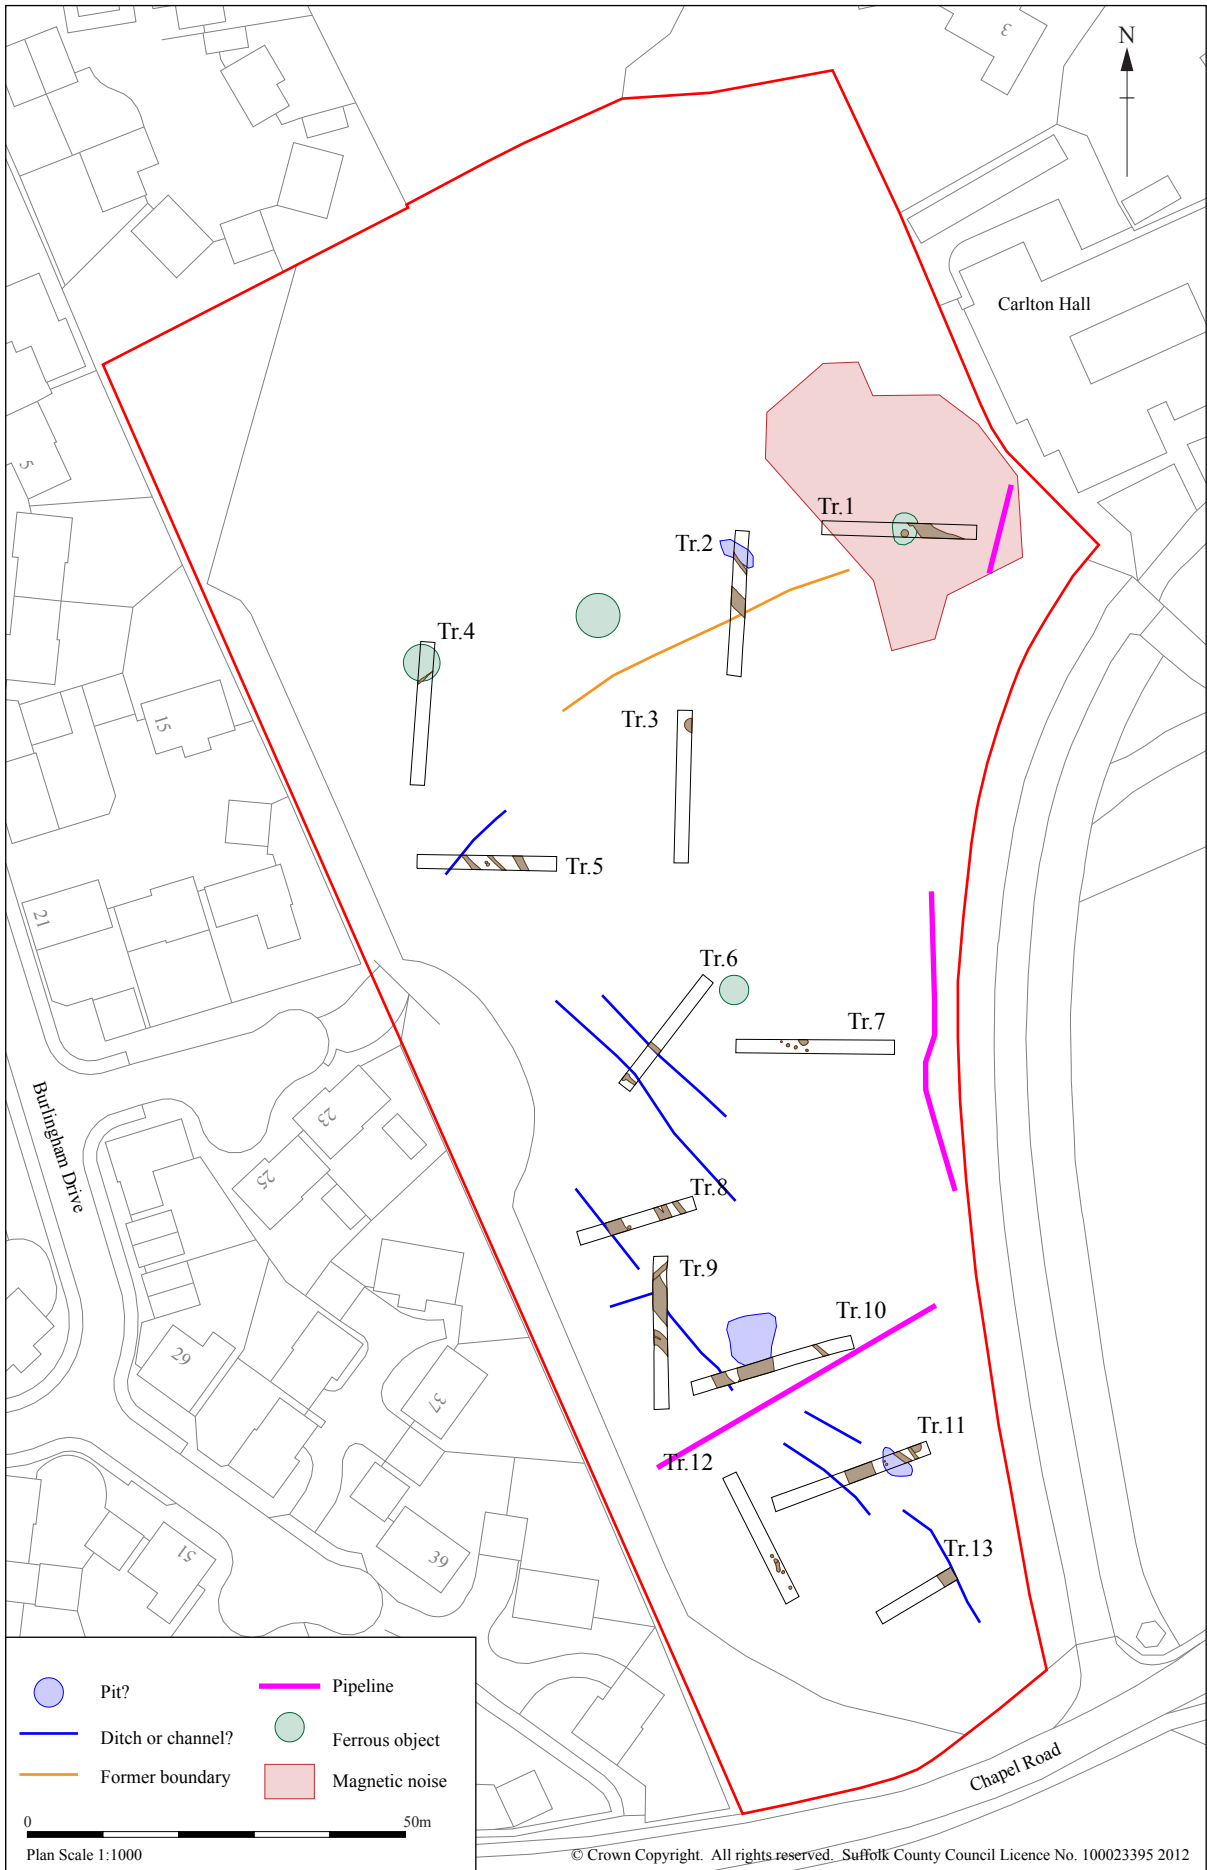 3
N
Carlton Hall
5
Tr.1
Tr.2
Tr.4
15
Tr.3
Tr.5
21
Tr.6
Tr.7
Burlingham Drive
23
25
Tr.8
Tr.9
Tr.10
29
37
Tr.11
Tr.12
39
51
Tr.13
Pit?
Pipeline
Ditch or channel?
Ferrous object
Former boundary
Magnetic noise
Chapel Road
0 50m
Plan Scale 1:1000
© Crown Copyright. All rights reserved. Suffolk County Council Licence No. 100023395 2012